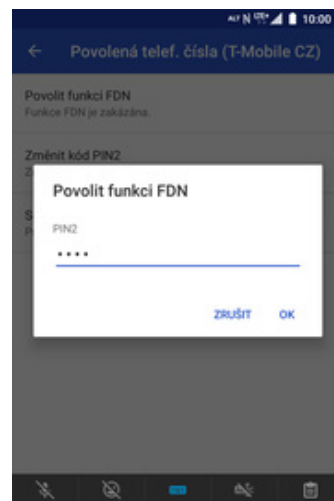 10:00
Povolená telef. čísla (T-Mobile CZ)
Povolit funkci FDN
Funkce FDN je zakázána.
Změnit kód PIN2
Povolit funkci FDN
PIN2
ZRUŠIT OK